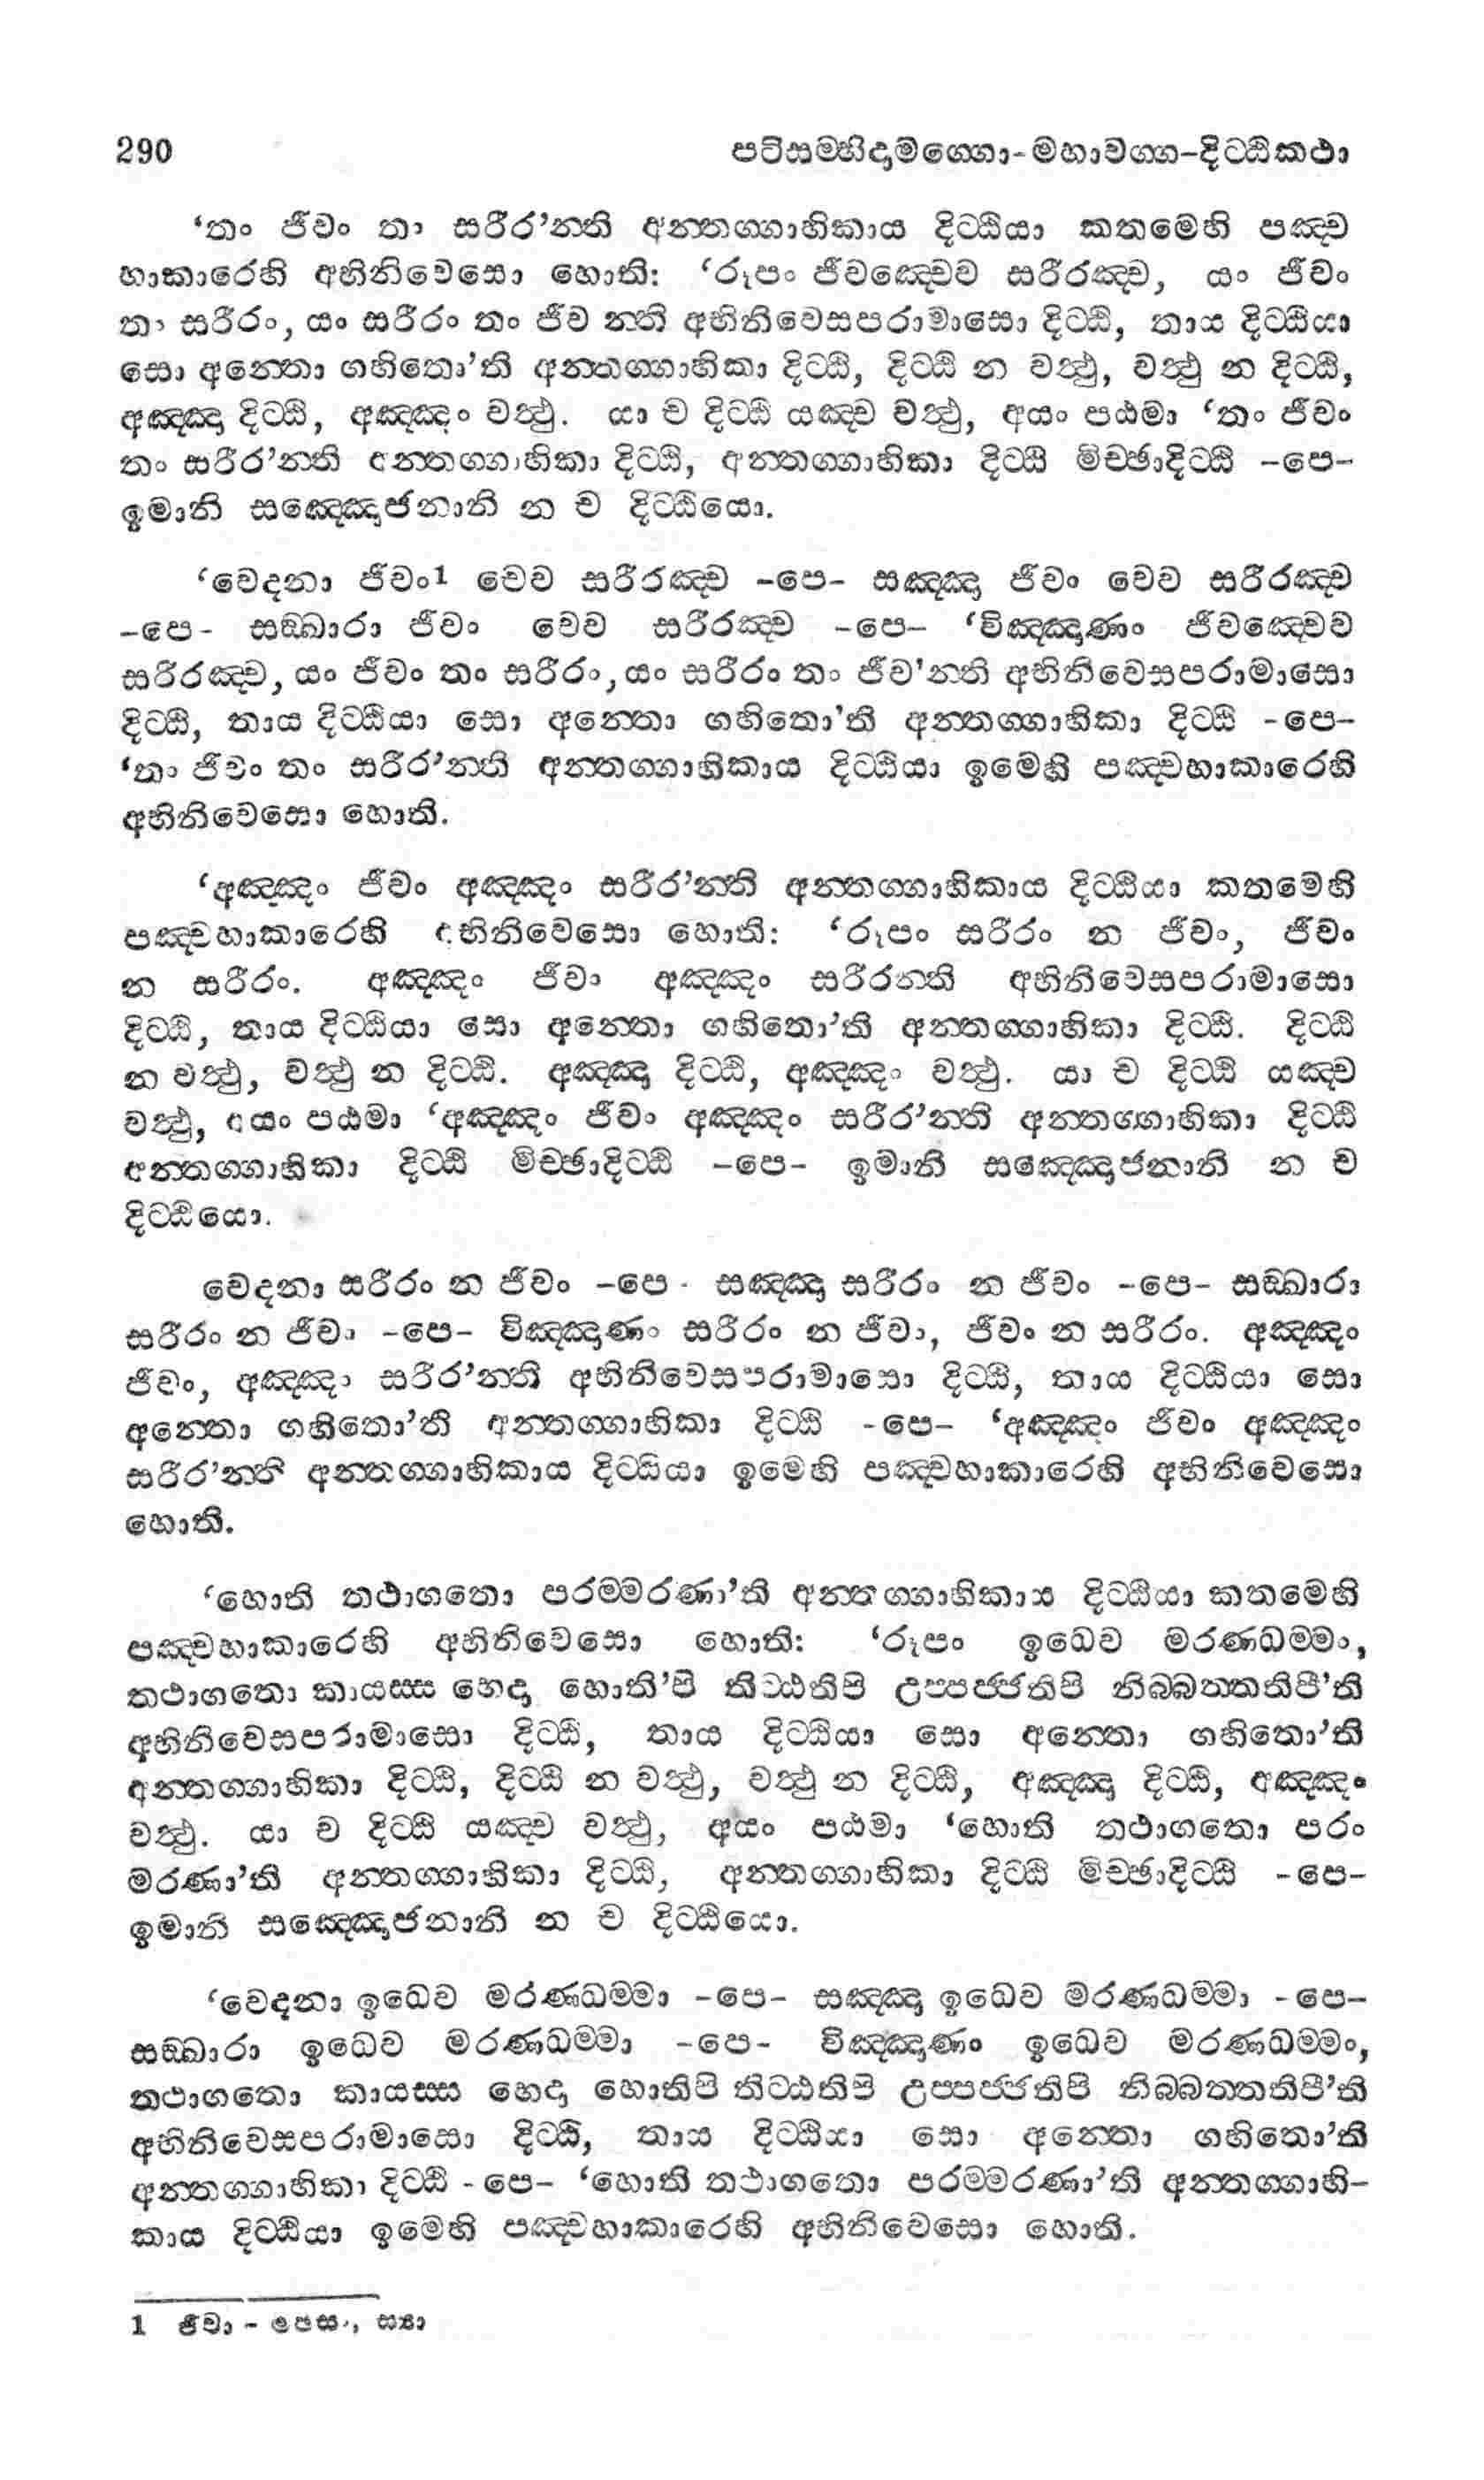 290 පටිසම්භිදාමග්ගො-මහාවග්ග-දිට්ඨිකථා
‘තං ජීවං තං සරීර’න්ති අන්තග්ගාහිකාය දිට්ඨියා කතමෙහි පඤ්ච
හාකාරෙහි අභිනිවෙසො හොති: ‘රූපං ජීවඤ්චෙව සරීරඤ්ච, යං ජීවං
තං සරීරං, යං සරීරං තං ජීව න්ති අභිනිවෙසපරාමාසො දිට්ඨි, තාය දිට්ඨියා
සො අන්තො ගහිතො’ති අන්තග්ගාහිකා දිට්ඨි, දිට්ඨි න වත්ථු, වත්ථු න දිට්ඨි,
අඤ්ඤා දිට්ඨි, අඤ්ඤං වත්ථු. යා ච දිට්ඨි යඤ්ච වත්ථු, අයං පඨමා ‘තං ජීවං
තං සරීර’න්ති අන්තග්ගාහිකා දිට්ඨි, අන්තග්ගාහිකා දිට්ඨි මිච්ඡාදිට්ඨි -පෙ-
ඉමානි සඤ්ඤොජනානි න ච දිට්ඨියො.
‘වෙදනා ජීවං1 චෙව සරීරඤ්ච -පෙ- සඤ්ඤා ජීවං චෙව සරීරඤ්ච
-පෙ- සඞ්ඛාරා ජීවං චෙව සරීරඤ්ච -පෙ- ‘විඤ්ඤාණං ජීවඤ්චෙව
සරීරඤ්ච, යං ජීවං තං සරීරං, යං සරීරං තං ජීව’න්ති අභිනිවෙසපරාමාසො
දිට්ඨි, තාය දිට්ඨියා සො අන්තො ගහිතො’ති අන්තග්ගාහිකා දිට්ඨි -පෙ-
‘තං ජීවං තං සරීර’න්ති අන්තග්ගාහිකාය දිට්ඨියා ඉමෙහි පඤ්චහාකාරෙහි
අභිනිවෙසො හොති.
‘අඤ්ඤං ජීවං අඤ්ඤං සරීර’න්ති අන්තග්ගාහිකාය දිට්ඨියා කතමෙහි
පඤ්චහාකාරෙහි අභිනිවෙසො හොති: ‘රූපං සරීරං න ජීවං, ජීවං
න සරීරං. අඤ්ඤං ජීවං අඤ්ඤං සරීරන්ති අභිනිවෙසපරාමාසො
දිට්ඨි, තාය දිට්ඨියා සො අන්තො ගහිතො’ති අන්තග්ගාහිකා දිට්ඨි. දිට්ඨි
න වත්ථු, වත්ථු න දිට්ඨි. අඤ්ඤා දිට්ඨි, අඤ්ඤං වත්ථු. යා ච දිට්ඨි යඤ්ච
වත්ථු, අයං පඨමා ‘අඤ්ඤං ජීවං අඤ්ඤං සරීර’න්ති අන්තග්ගාහිකා දිට්ඨි
අන්තග්ගාහිකා දිට්ඨි මිච්ඡාදිට්ඨි -පෙ- ඉමානි සඤ්ඤොජනානි න ච
දිට්ඨියො.
වෙදනා සරීරං න ජීවං -පෙ- සඤ්ඤා සරීරං න ජීවං -පෙ- සඞ්ඛාරා
සරීරං න ජීවං -පෙ- විඤ්ඤාණං සරීරං න ජීවං, ජීවං න සරීරං. අඤ්ඤං
ජීවං, අඤ්ඤං සරීර’න්ති අභිනිවෙසපරාමාසො දිට්ඨි, තාය දිට්ඨියා සො
අන්තො ගහිතො’ති අන්තග්ගාහිකා දිට්ඨි -පෙ- ‘අඤ්ඤං ජීවං අඤ්ඤං
සරීර’න්ති අන්තග්ගාහිකාය දිට්ඨියා ඉමෙහි පඤ්චහාකාරෙහි අභිනිවෙසො
හොති.
‘හොති තථාගතො පරම්මරණා’ති අන්තග්ගාහිකාය දිට්ඨියා කතමෙහි
පඤ්චහාකාරෙහි අභිනිවෙසො හොති: ‘රූපං ඉධෙව මරණධම්මං,
තථාගතො කායස්ස භෙදා හොති’පි තිට්ඨතිපි උප්පජ්ජතිපි නිබ්බත්තතිපී’ති
අභිනිවෙසපරාමාසො දිට්ඨි, තාය දිට්ඨියා සො අන්තො ගහිතො’ති
අන්තග්ගාහිකා දිට්ඨි, දිට්ඨි න වත්ථු, වත්ථු න දිට්ඨි, අඤ්ඤා දිට්ඨි, අඤ්ඤං
වත්ථු. යා ච දිට්ඨි යඤ්ච වත්ථු, අයං පඨමා ‘හොති තථාගතො පරං
මරණා’ති අන්තග්ගාහිකා දිට්ඨි, අන්තග්ගාහිකා දිට්ඨි මිච්ඡාදිට්ඨි -පෙ-
ඉමානි සඤ්ඤොජනානි න ච දිට්ඨියො.
‘වෙදනා ඉධෙව මරණධම්මා -පෙ- සඤ්ඤා ඉධෙව මරණධම්මා -පෙ-
සඞ්ඛාරා ඉධෙව මරණධම්මා -පෙ- විඤ්ඤාණං ඉධෙව මරණධම්මං,
තථාගතො කායස්ස භෙදා හොතිපි තිට්ඨතිපි උප්පජ්ජතිපි නිබ්බත්තතිපී’ති
අභිනිවෙසපරාමාසො දිට්ඨි, තාය දිට්ඨියා සො අන්තො ගහිතො’ති
අන්තග්ගාහිකා දිට්ඨි -පෙ- ‘හොති තථාගතො පරම්මරණා’ති අන්තග්ගාහි-
කාය දිට්ඨියා ඉමෙහි පඤ්චහාකාරෙහි අභිනිවෙසො හොති.
1 ජීවා - ස්‍යා